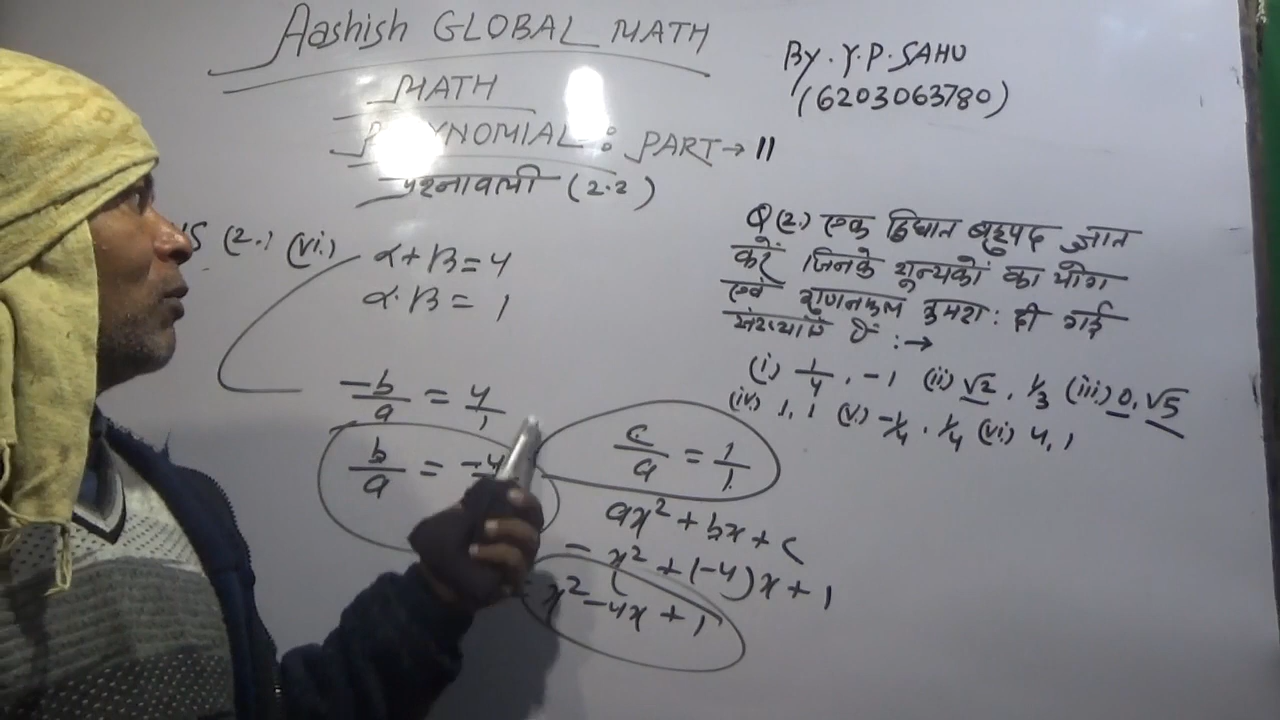 Aashish GLOBAL MATH
MATH
POLYNOMIAL : PART → 11
प्रश्नावली (2.2)
By. Y.P. SAHU
(6203063780)
(2.) (vi.) α+β=4
α.β = 1
-b/a = 4/1
b/a = -4
c/a = 1/1
ax² + bx + c
= x² + (-4)x + 1
= x² - 4x + 1
Q (2.) एक द्विघात बहुपद ज्ञात
करें जिनके शून्यकों का योग
एवं गुणनफल क्रमश: दी गई
संख्याएँ हैं :→
(i) 1/4, -1 (ii) √2, 1/3 (iii) 0, √5
(iv) 1, 1 (v.) -1/4, 1/4 (vi) 4, 1